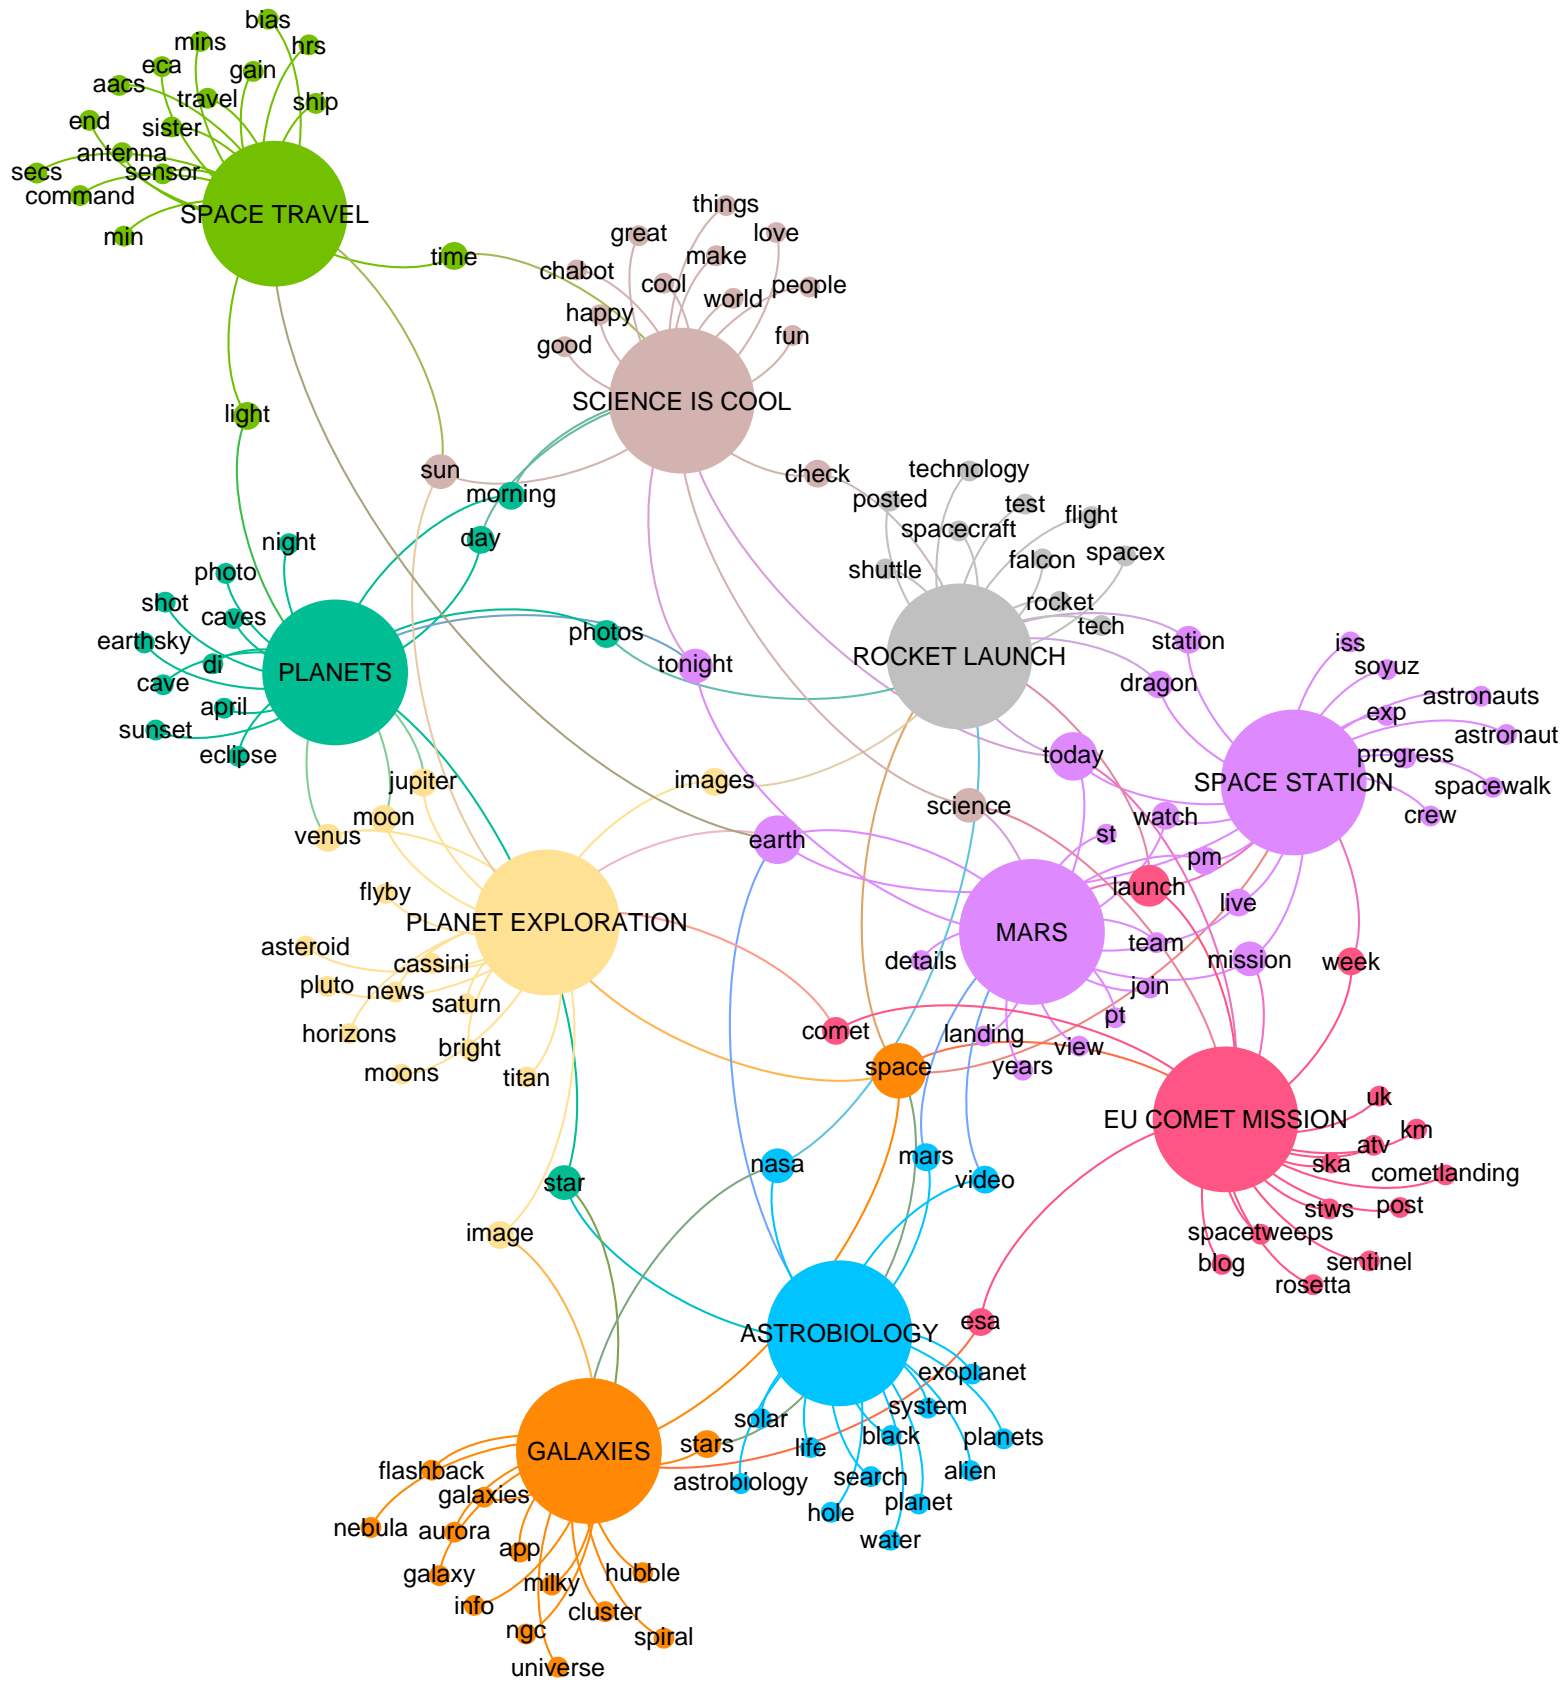 bias
mins
hrs
eca
gain
aacs
travel
ship
end
sister
antenna
secs
sensor
command
SPACE TRAVEL
min
time
things
great
love
make
chabot
cool
people
world
happy
fun
good
SCIENCE IS COOL
light
sun
check
morning
day
technology
posted
test
spacecraft
flight
spacex
falcon
shuttle
rocket
tech
ROCKET LAUNCH
station
dragon
night
photo
shot
caves
earthsky
di
cave
PLANETS
april
sunset
eclipse
photos
tonight
iss
soyuz
astronauts
exp
astronaut
progress
SPACE STATION
spacewalk
crew
today
jupiter
images
moon
venus
science
watch
earth
st
pm
launch
flyby
live
PLANET EXPLORATION
MARS
asteroid
cassini
team
details
mission
week
pluto
news
saturn
join
horizons
pt
comet
landing
bright
view
moons
titan
space
years
EU COMET MISSION
uk
km
atv
ska
cometlanding
nasa
mars
video
star
stws
post
image
spacetweeps
blog
sentinel
rosetta
esa
ASTROBIOLOGY
exoplanet
system
solar
black
planets
stars
life
GALAXIES
flashback
astrobiology
search
alien
galaxies
planet
hole
nebula
aurora
water
app
galaxy
milky
hubble
info
cluster
ngc
spiral
universe